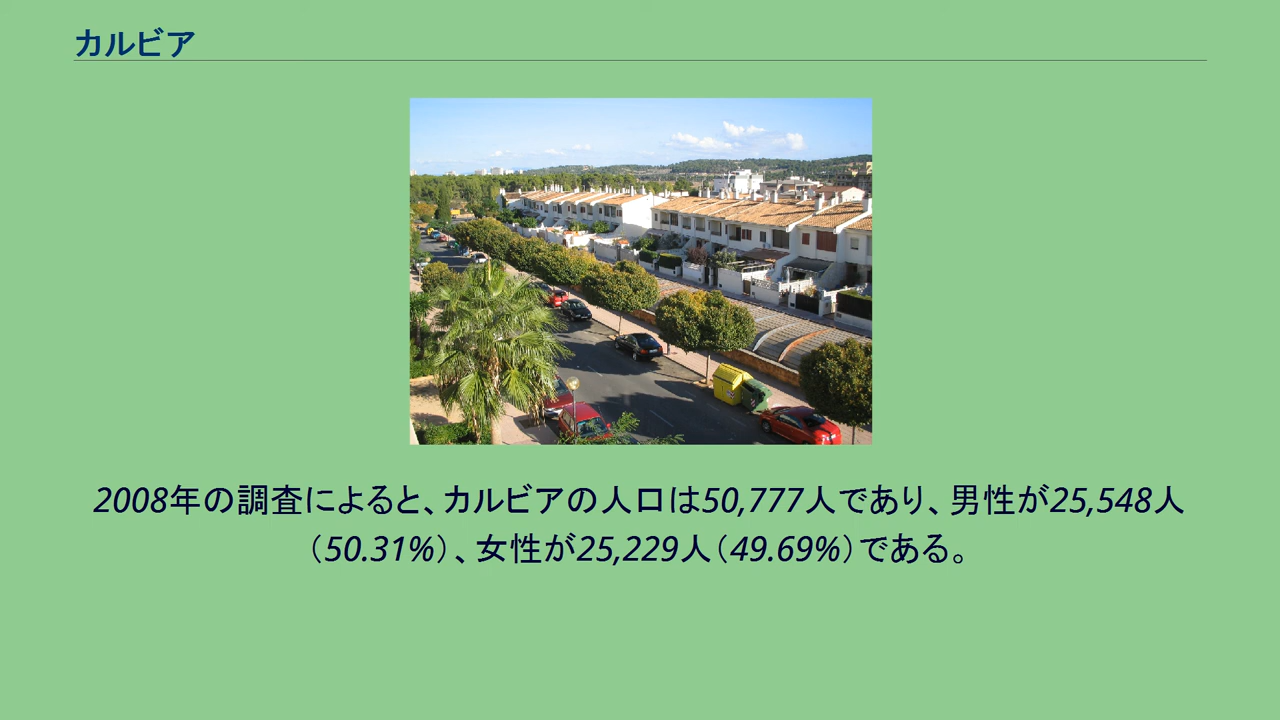 カルビア
2008年の調査によると、カルビアの人口は50,777人であり、男性が25,548人
（50.31%）、女性が25,229人（49.69%）である。